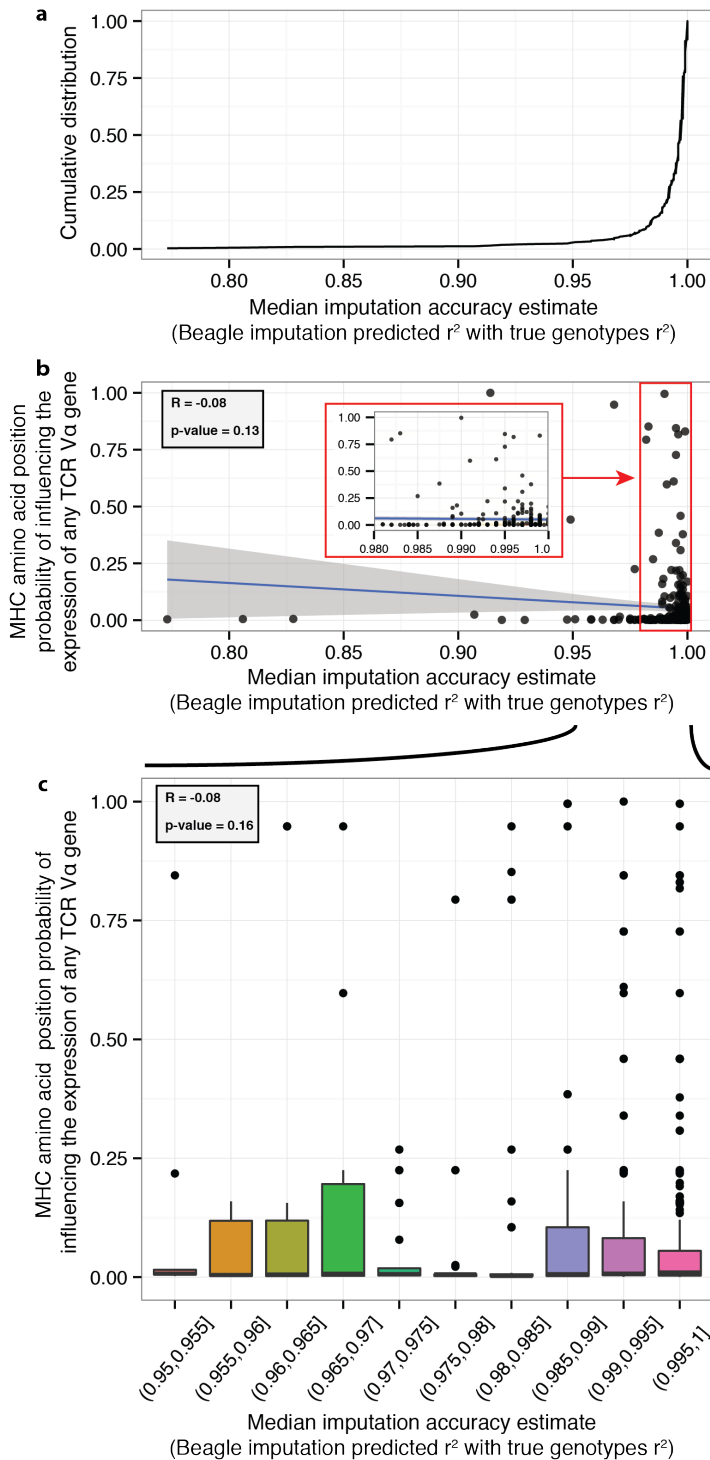 a
Cumulative distribution
1.00
0.75
0.50
0.25
0.00
0.80 0.85 0.90 0.95 1.00
Median imputation accuracy estimate
(Beagle imputation predicted r² with true genotypes r²)
b
MHC amino acid position
probability of influencing the
expression of any TCR Vα gene
1.00
0.75
0.50
0.25
0.00
R = -0.08
p-value = 0.13
1.00
0.75
0.50
0.25
0.00
0.980 0.985 0.990 0.995 1.0
0.80 0.85 0.90 0.95 1.00
Median imputation accuracy estimate
(Beagle imputation predicted r² with true genotypes r²)
c
MHC amino acid position probability of
influencing the expression of any TCR Vα gene
1.00
0.75
0.50
0.25
0.00
R = -0.08
p-value = 0.16
(0.95,0.955]
(0.955,0.96]
(0.96,0.965]
(0.965,0.97]
(0.97,0.975]
(0.975,0.98]
(0.98,0.985]
(0.985,0.99]
(0.99,0.995]
(0.995,1]
Median imputation accuracy estimate
(Beagle imputation predicted r² with true genotypes r²)